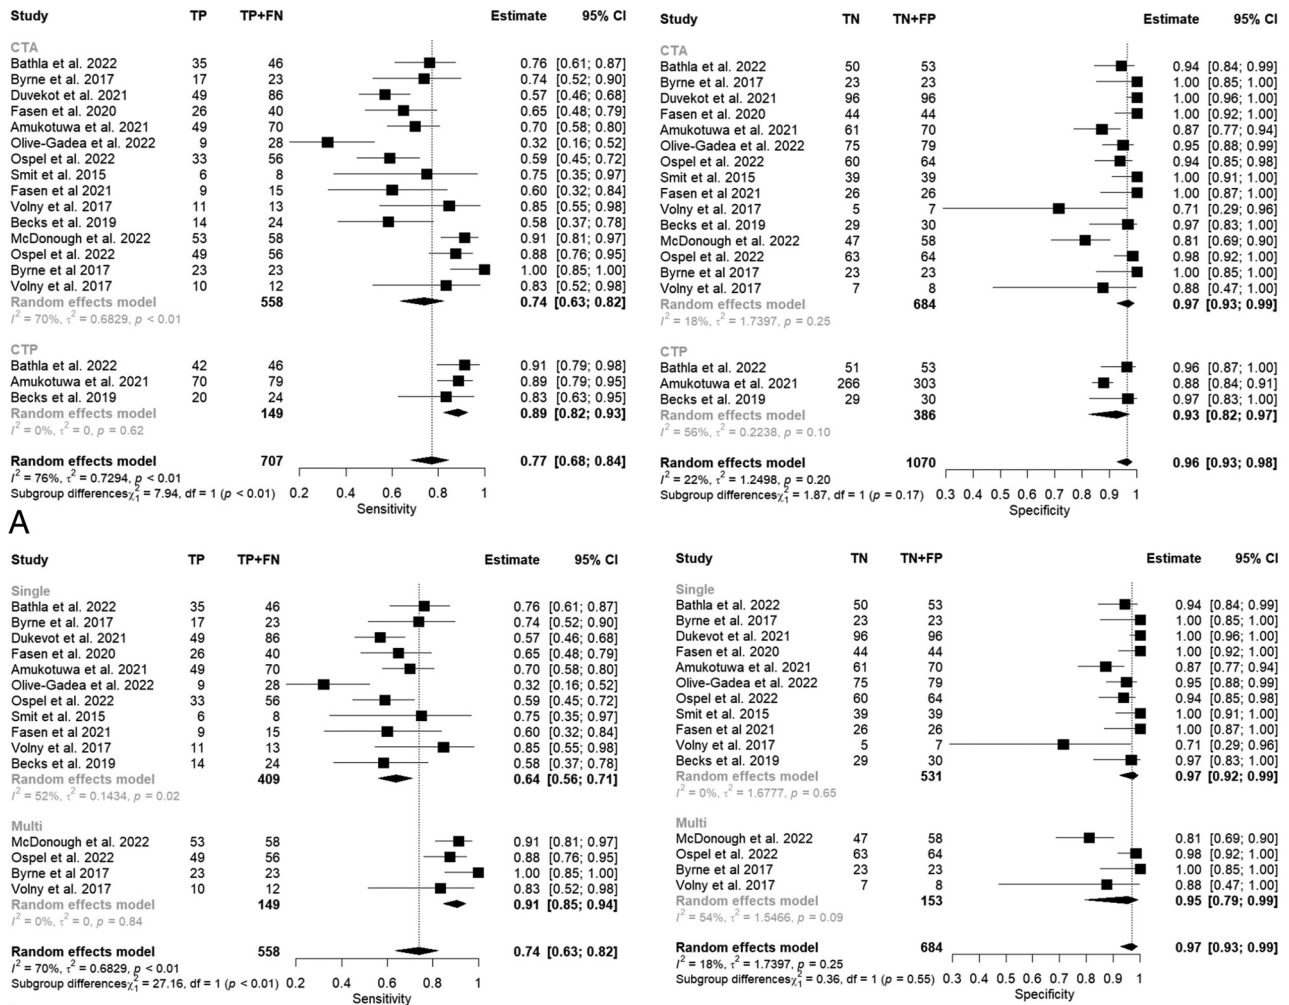 Study TP TP+FN Estimate 95% CI
CTA
Bathla et al. 2022 35 46 0.76 [0.61; 0.87]
Byrne et al. 2017 17 23 0.74 [0.52; 0.90]
Duvekot et al. 2021 49 86 0.57 [0.46; 0.68]
Fasen et al. 2020 26 40 0.65 [0.48; 0.79]
Amukotuwa et al. 2021 49 70 0.70 [0.58; 0.80]
Olive-Gadea et al. 2022 9 28 0.32 [0.16; 0.52]
Ospel et al. 2022 33 56 0.59 [0.45; 0.72]
Smit et al. 2015 6 8 0.75 [0.35; 0.97]
Fasen et al 2021 9 15 0.60 [0.32; 0.84]
Volny et al. 2017 11 13 0.85 [0.55; 0.98]
Becks et al. 2019 14 24 0.58 [0.37; 0.78]
McDonough et al. 2022 53 58 0.91 [0.81; 0.97]
Ospel et al. 2022 49 56 0.88 [0.76; 0.95]
Byrne et al 2017 23 23 1.00 [0.85; 1.00]
Volny et al. 2017 10 12 0.83 [0.52; 0.98]
Random effects model 558 0.74 [0.63; 0.82]
I² = 70%, τ² = 0.6829, p < 0.01
CTP
Bathla et al. 2022 42 46 0.91 [0.79; 0.98]
Amukotuwa et al. 2021 70 79 0.89 [0.79; 0.95]
Becks et al. 2019 20 24 0.83 [0.63; 0.95]
Random effects model 149 0.89 [0.82; 0.93]
I² = 0%, τ² = 0, p = 0.62
Random effects model 707 0.77 [0.68; 0.84]
I² = 76%, τ² = 0.7294, p < 0.01
Subgroup differencesχ₁² = 7.94, df = 1 (p < 0.01)
0.2 0.4 0.6 0.8 1
Sensitivity
A
Study TN TN+FP Estimate 95% CI
CTA
Bathla et al. 2022 50 53 0.94 [0.84; 0.99]
Byrne et al. 2017 23 23 1.00 [0.85; 1.00]
Duvekot et al. 2021 96 96 1.00 [0.96; 1.00]
Fasen et al. 2020 44 44 1.00 [0.92; 1.00]
Amukotuwa et al. 2021 61 70 0.87 [0.77; 0.94]
Olive-Gadea et al. 2022 75 79 0.95 [0.88; 0.99]
Ospel et al. 2022 60 64 0.94 [0.85; 0.98]
Smit et al. 2015 39 39 1.00 [0.91; 1.00]
Fasen et al 2021 26 26 1.00 [0.87; 1.00]
Volny et al. 2017 5 7 0.71 [0.29; 0.96]
Becks et al. 2019 29 30 0.97 [0.83; 1.00]
McDonough et al. 2022 47 58 0.81 [0.69; 0.90]
Ospel et al. 2022 63 64 0.98 [0.92; 1.00]
Byrne et al 2017 23 23 1.00 [0.85; 1.00]
Volny et al. 2017 7 8 0.88 [0.47; 1.00]
Random effects model 684 0.97 [0.93; 0.99]
I² = 18%, τ² = 1.7397, p = 0.25
CTP
Bathla et al. 2022 51 53 0.96 [0.87; 1.00]
Amukotuwa et al. 2021 266 303 0.88 [0.84; 0.91]
Becks et al. 2019 29 30 0.97 [0.83; 1.00]
Random effects model 386 0.93 [0.82; 0.97]
I² = 56%, τ² = 0.2238, p = 0.10
Random effects model 1070 0.96 [0.93; 0.98]
I² = 22%, τ² = 1.2498, p = 0.20
Subgroup differencesχ₁² = 1.87, df = 1 (p = 0.17)
0.3 0.4 0.5 0.6 0.7 0.8 0.9 1
Specificity
Study TP TP+FN Estimate 95% CI
Single
Bathla et al. 2022 35 46 0.76 [0.61; 0.87]
Byrne et al. 2017 17 23 0.74 [0.52; 0.90]
Dukevot et al. 2021 49 86 0.57 [0.46; 0.68]
Fasen et al. 2020 26 40 0.65 [0.48; 0.79]
Amukotuwa et al. 2021 49 70 0.70 [0.58; 0.80]
Olive-Gadea et al. 2022 9 28 0.32 [0.16; 0.52]
Ospel et al. 2022 33 56 0.59 [0.45; 0.72]
Smit et al. 2015 6 8 0.75 [0.35; 0.97]
Fasen et al 2021 9 15 0.60 [0.32; 0.84]
Volny et al. 2017 11 13 0.85 [0.55; 0.98]
Becks et al. 2019 14 24 0.58 [0.37; 0.78]
Random effects model 409 0.64 [0.56; 0.71]
I² = 52%, τ² = 0.1434, p = 0.02
Multi
McDonough et al. 2022 53 58 0.91 [0.81; 0.97]
Ospel et al. 2022 49 56 0.88 [0.76; 0.95]
Byrne et al 2017 23 23 1.00 [0.85; 1.00]
Volny et al. 2017 10 12 0.83 [0.52; 0.98]
Random effects model 149 0.91 [0.85; 0.94]
I² = 0%, τ² = 0, p = 0.84
Random effects model 558 0.74 [0.63; 0.82]
I² = 70%, τ² = 0.6829, p < 0.01
Subgroup differencesχ₁² = 27.16, df = 1 (p < 0.01)
0.2 0.4 0.6 0.8 1
Sensitivity
Study TN TN+FP Estimate 95% CI
Single
Bathla et al. 2022 50 53 0.94 [0.84; 0.99]
Byrne et al. 2017 23 23 1.00 [0.85; 1.00]
Dukevot et al. 2021 96 96 1.00 [0.96; 1.00]
Fasen et al. 2020 44 44 1.00 [0.92; 1.00]
Amukotuwa et al. 2021 61 70 0.87 [0.77; 0.94]
Olive-Gadea et al. 2022 75 79 0.95 [0.88; 0.99]
Ospel et al. 2022 60 64 0.94 [0.85; 0.98]
Smit et al. 2015 39 39 1.00 [0.91; 1.00]
Fasen et al 2021 26 26 1.00 [0.87; 1.00]
Volny et al. 2017 5 7 0.71 [0.29; 0.96]
Becks et al. 2019 29 30 0.97 [0.83; 1.00]
Random effects model 531 0.97 [0.92; 0.99]
I² = 0%, τ² = 1.6777, p = 0.65
Multi
McDonough et al. 2022 47 58 0.81 [0.69; 0.90]
Ospel et al. 2022 63 64 0.98 [0.92; 1.00]
Byrne et al 2017 23 23 1.00 [0.85; 1.00]
Volny et al. 2017 7 8 0.88 [0.47; 1.00]
Random effects model 153 0.95 [0.79; 0.99]
I² = 54%, τ² = 1.5466, p = 0.09
Random effects model 684 0.97 [0.93; 0.99]
I² = 18%, τ² = 1.7397, p = 0.25
Subgroup differencesχ₁² = 0.36, df = 1 (p = 0.55)
0.3 0.4 0.5 0.6 0.7 0.8 0.9 1
Specificity